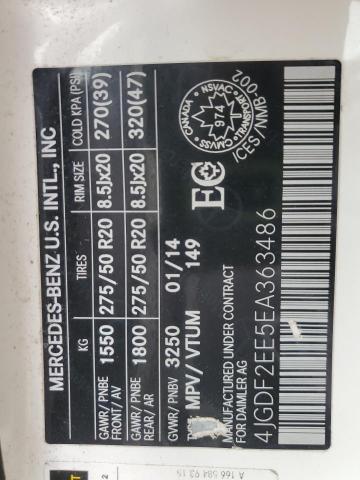 MERCEDES-BENZ U.S. INTL., INC
KG TIRES RIM SIZE COLD KPA (PSI)
GAWR / PNBE FRONT / AV 1550 275/50 R20 8.5Jx20 270(39)
GAWR / PNBE REAR / AR 1800 275/50 R20 8.5Jx20 320(47)
GVWR / PNBV 3250 01/14
MPV/ VTUM 149
MANUFACTURED UNDER CONTRACT
FOR DAIMLER AG
EC
NSVAC
974
CMVSS TRANSPORT
/CES/NMB-002
4JGDF2EE5EA363486
A 166 584 93 15